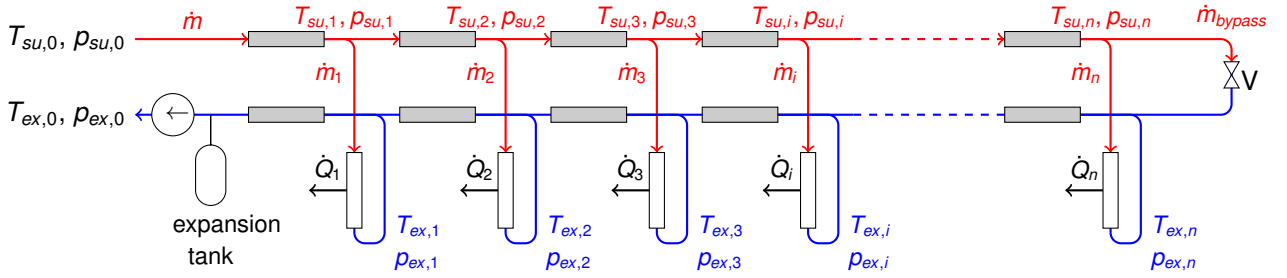 T_{su,0}, p_{su,0} ṁ T_{su,1}, p_{su,1} T_{su,2}, p_{su,2} T_{su,3}, p_{su,3} T_{su,i}, p_{su,i} T_{su,n}, p_{su,n} ṁ_{bypass}
ṁ_1 ṁ_2 ṁ_3 ṁ_i ṁ_n V
T_{ex,0}, p_{ex,0}
Q̇_1 Q̇_2 Q̇_3 Q̇_i Q̇_n
expansion
tank
T_{ex,1} T_{ex,2} T_{ex,3} T_{ex,i} T_{ex,n}
p_{ex,1} p_{ex,2} p_{ex,3} p_{ex,i} p_{ex,n}